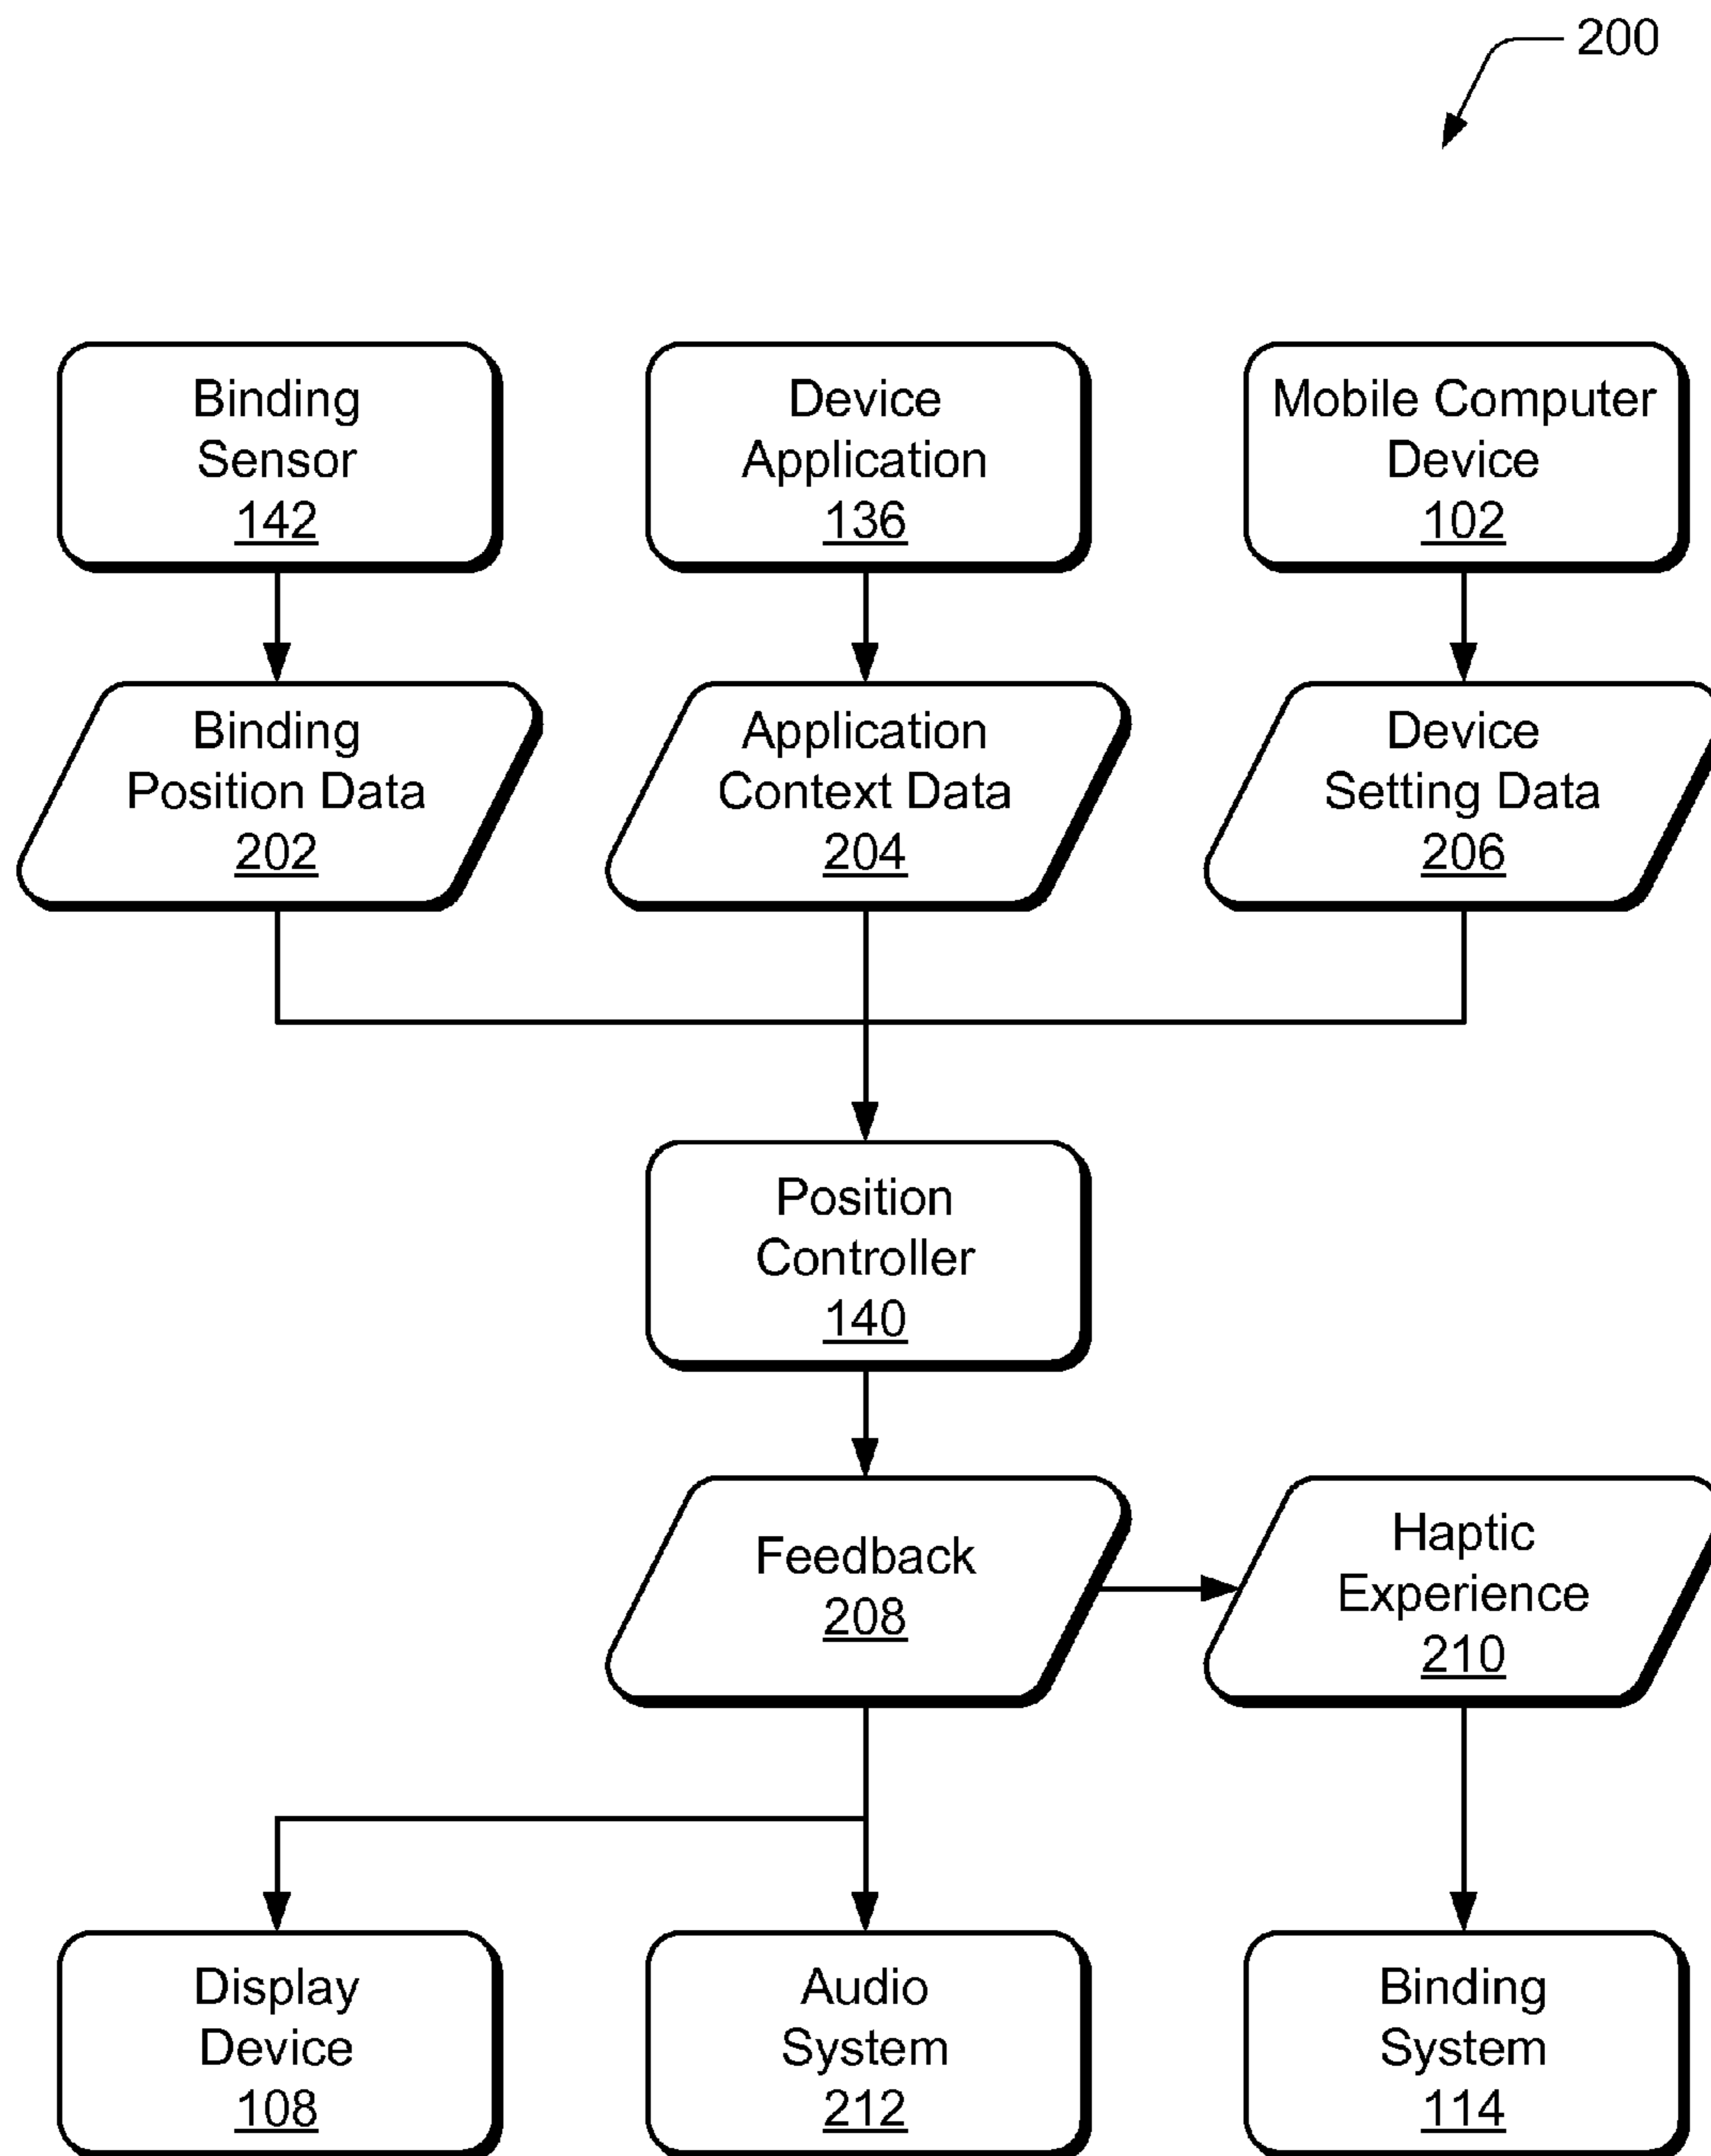 200
Binding
Sensor
142
Device
Application
136
Mobile Computer
Device
102
Binding
Position Data
202
Application
Context Data
204
Device
Setting Data
206
Position
Controller
140
Feedback
208
Haptic
Experience
210
Display
Device
108
Audio
System
212
Binding
System
114